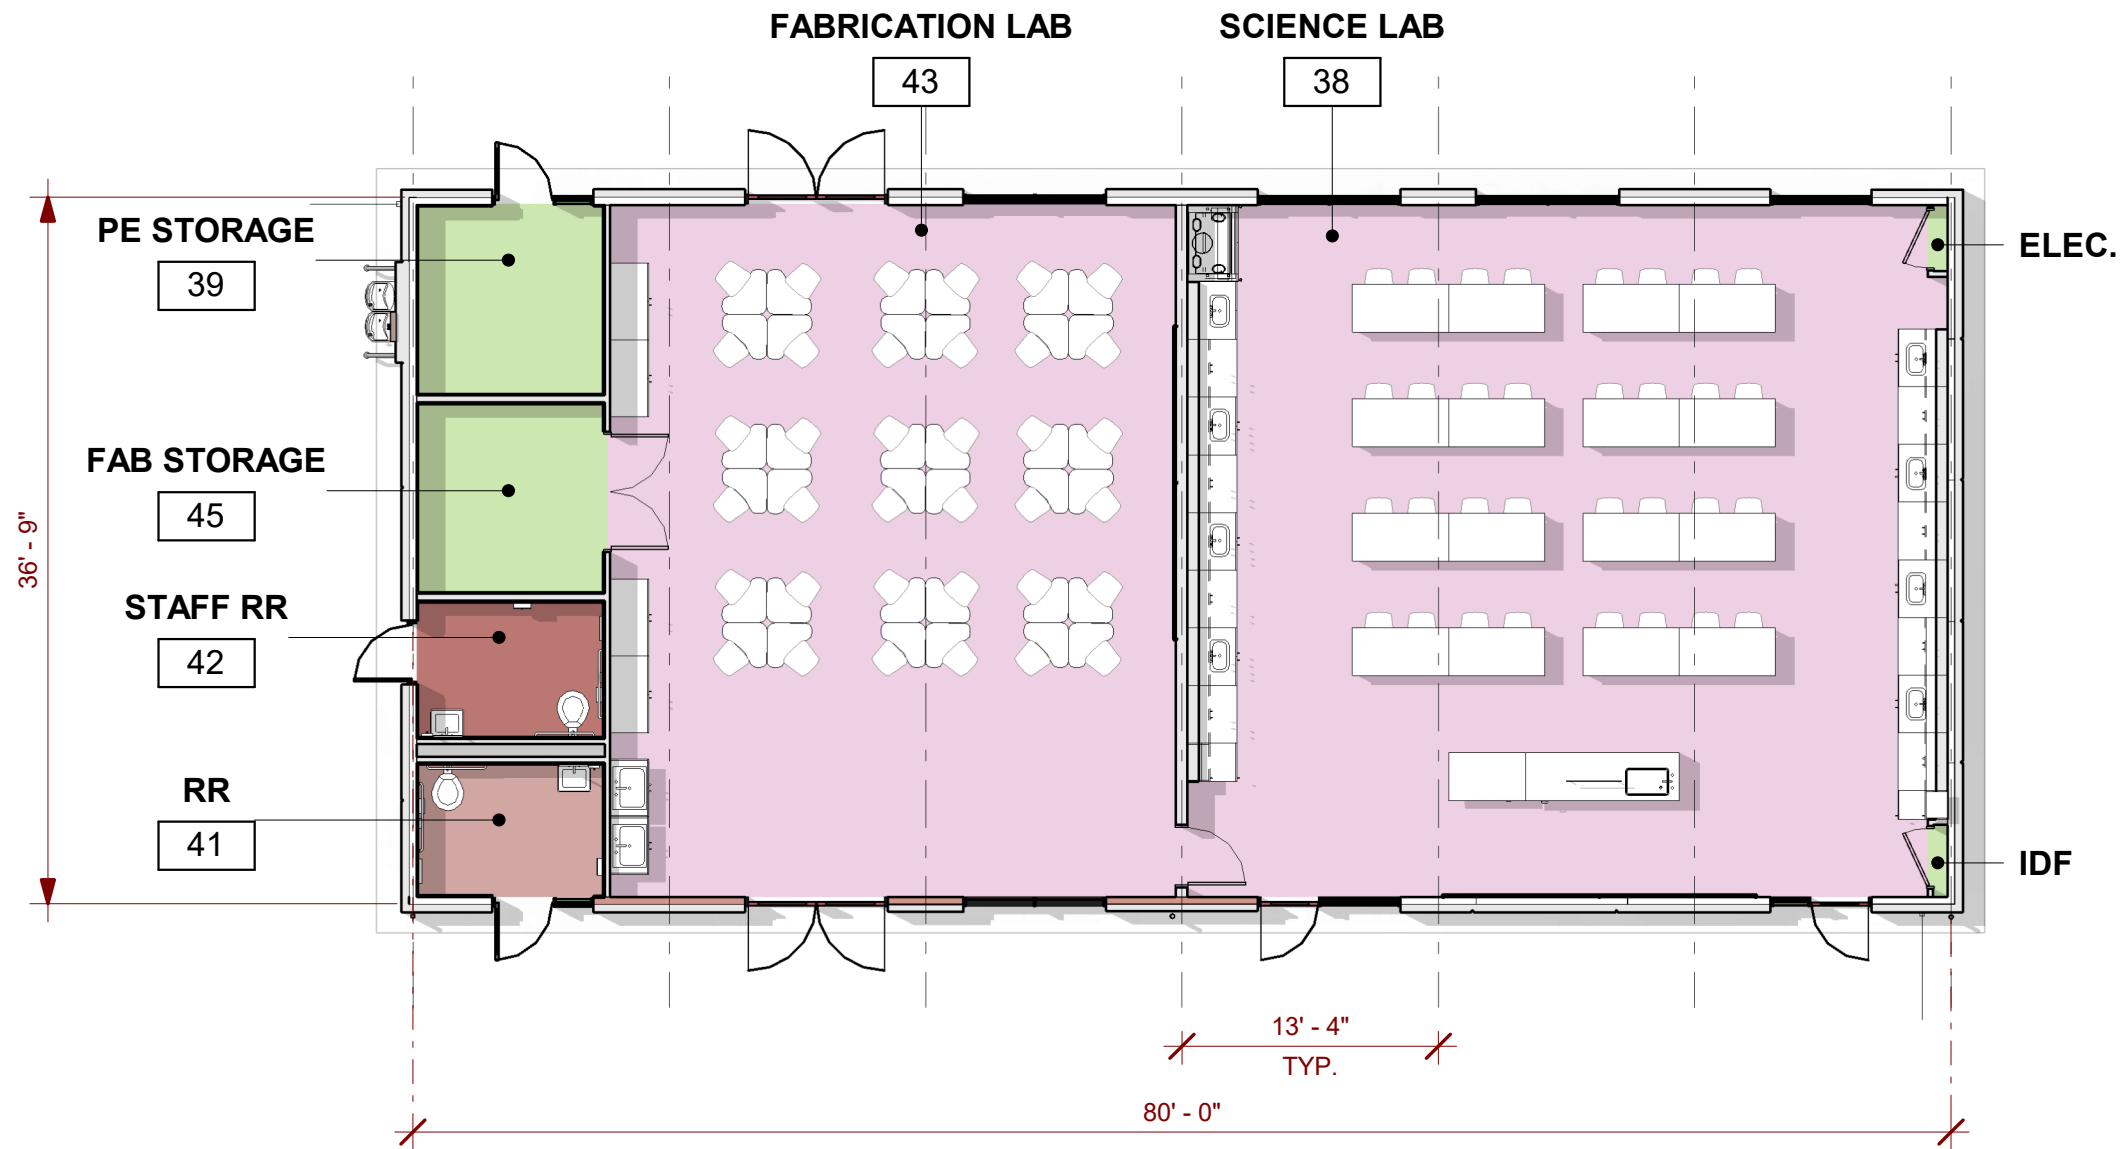 FABRICATION LAB
43
SCIENCE LAB
38
PE STORAGE
39
ELEC.
FAB STORAGE
45
36' - 9"
STAFF RR
42
RR
41
IDF
13' - 4"
TYP.
80' - 0"